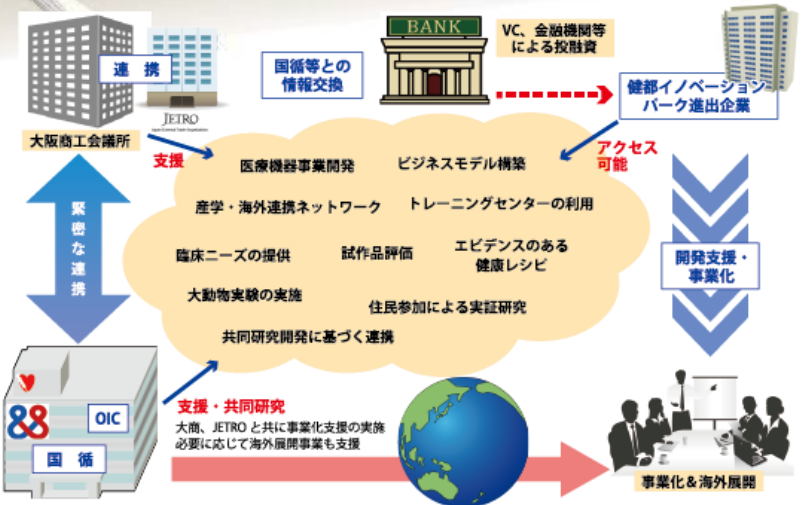 連 携
JETRO
Japan External Trade Organization
大阪商工会議所
国循等との
情報交換
BANK
VC、金融機関等
による投融資
健都イノベーション
パーク進出企業
支援
アクセス
可能
医療機器事業開発
ビジネスモデル構築
産学・海外連携ネットワーク
トレーニングセンターの利用
臨床ニーズの提供
試作品評価
エビデンスのある
健康レシピ
大動物実験の実施
住民参加による実証研究
共同研究開発に基づく連携
緊密な連携
開発支援・
事業化
OIC
国 循
支援・共同研究
大商、JETRO と共に事業化支援の実施
必要に応じて海外展開事業も支援
事業化&海外展開